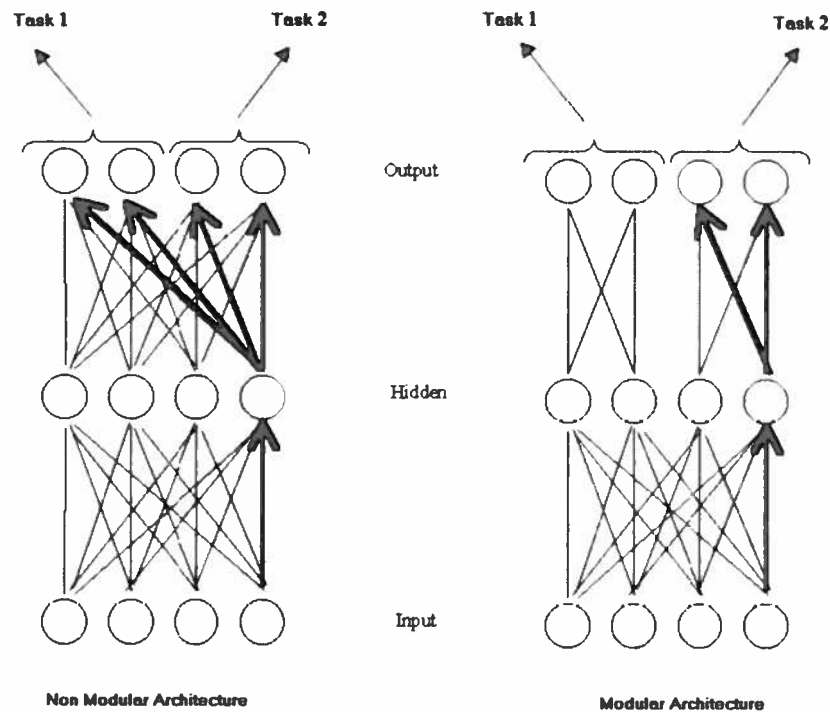 Task 1
Task 2
Task 1
Task 2
Output
Hidden
Input
Non Modular Architecture
Modular Architecture